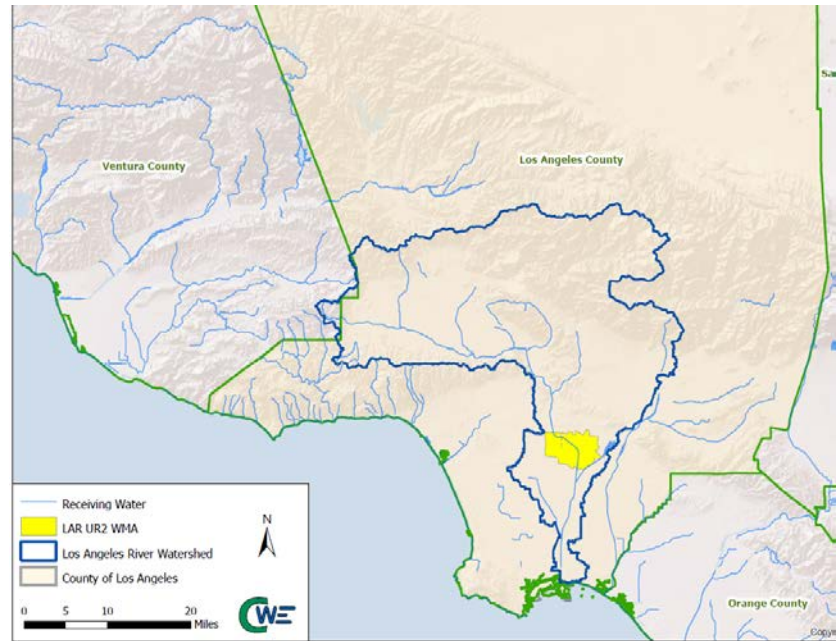 Ventura County
Los Angeles County
Orange County
Receiving Water
LAR UR2 WMA
Los Angeles River Watershed
County of Los Angeles
N
0 5 10 20
Miles
CWE